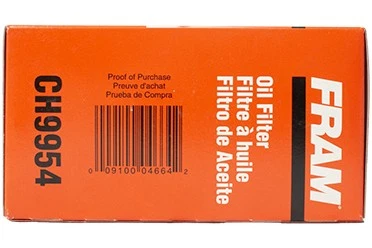 FRAM
Oil Filter
Filtre à huile
Filtro de Aceite
Proof of Purchase
Preuve d'achat
Prueba de Compra
0 09100 04664 2
CH9954